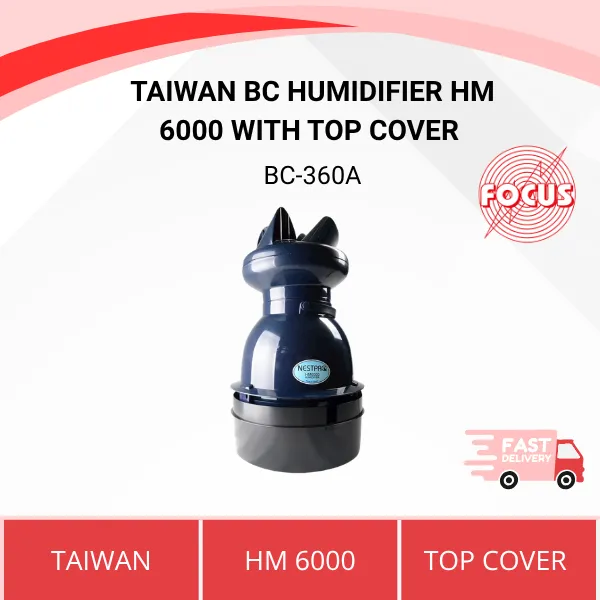 TAIWAN BC HUMIDIFIER HM
6000 WITH TOP COVER
BC-360A
FOCUS
NESTPRO
FAST
DELIVERY
TAIWAN
HM 6000
TOP COVER